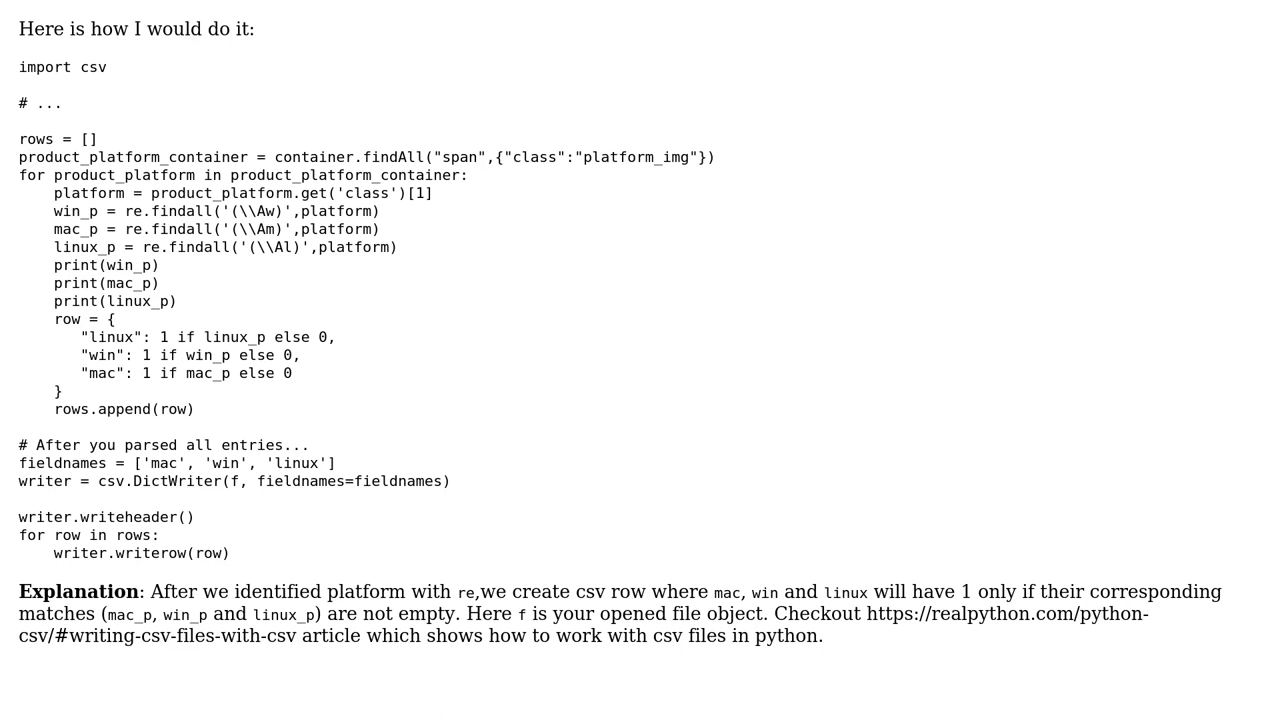 Here is how I would do it:
import csv
# ...
rows = []
product_platform_container = container.findAll("span",{"class":"platform_img"})
for product_platform in product_platform_container:
    platform = product_platform.get('class')[1]
    win_p = re.findall('(\\Aw)',platform)
    mac_p = re.findall('(\\Am)',platform)
    linux_p = re.findall('(\\Al)',platform)
    print(win_p)
    print(mac_p)
    print(linux_p)
    row = {
       "linux": 1 if linux_p else 0,
       "win": 1 if win_p else 0,
       "mac": 1 if mac_p else 0
    }
    rows.append(row)
# After you parsed all entries...
fieldnames = ['mac', 'win', 'linux']
writer = csv.DictWriter(f, fieldnames=fieldnames)
writer.writeheader()
for row in rows:
    writer.writerow(row)
Explanation: After we identified platform with re,we create csv row where mac, win and linux will have 1 only if their corresponding
matches (mac_p, win_p and linux_p) are not empty. Here f is your opened file object. Checkout https://realpython.com/python-
csv/#writing-csv-files-with-csv article which shows how to work with csv files in python.